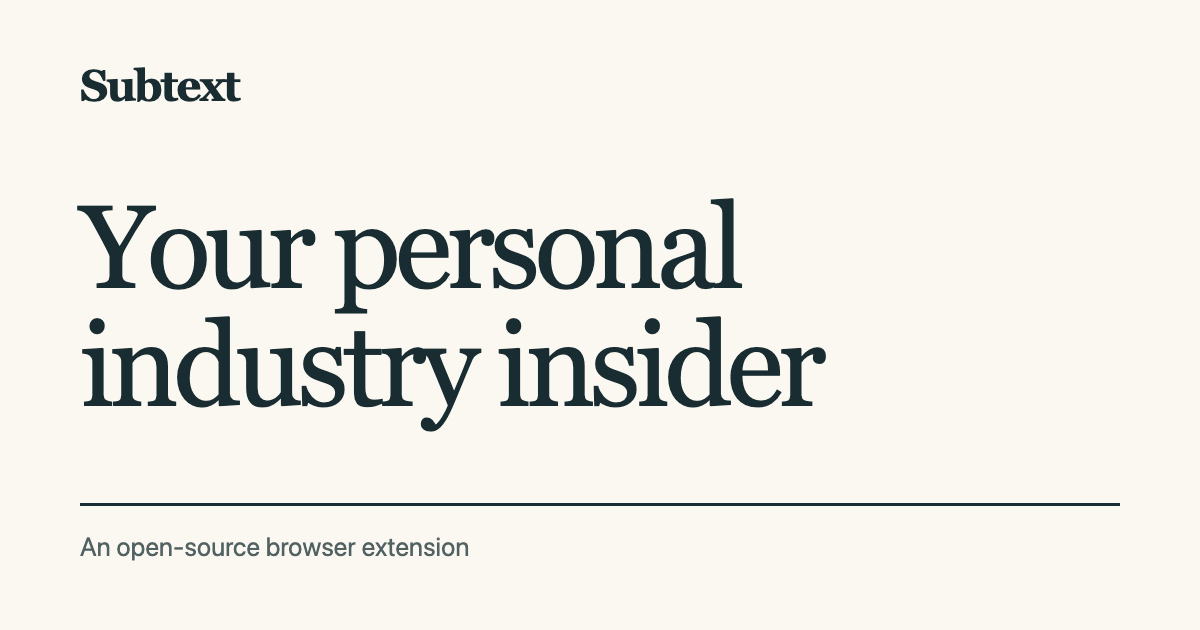 Subtext
Your personal
industry insider
An open-source browser extension